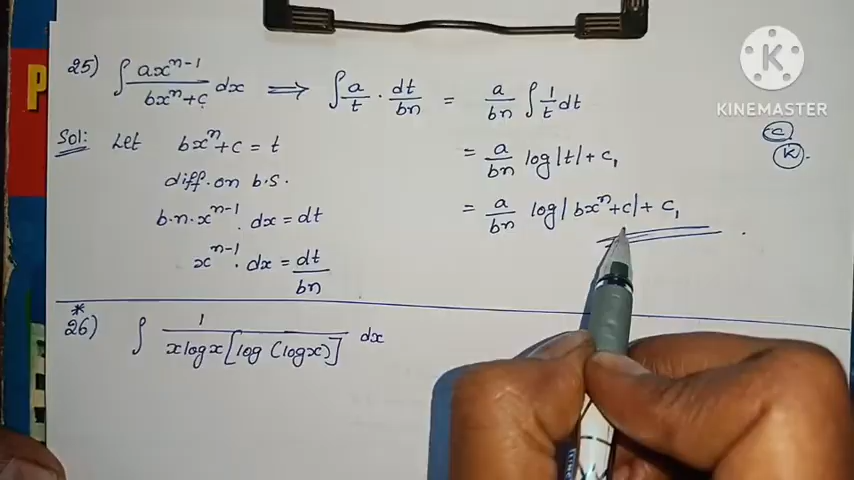 25) ∫ ax^(n-1)/(bx^n+c) dx ⟹ ∫ a/t · dt/bn = a/bn ∫ 1/t dt
Sol: Let bx^n + c = t
= a/bn log|t| + c₁
diff. on b.s.
b.n.x^(n-1) . dx = dt
= a/bn log|bx^n+c| + c₁
x^(n-1) . dx = dt/bn
*
26) ∫ 1/(x log x [log (log x)]) dx
K
KINEMASTER
c
K.
P